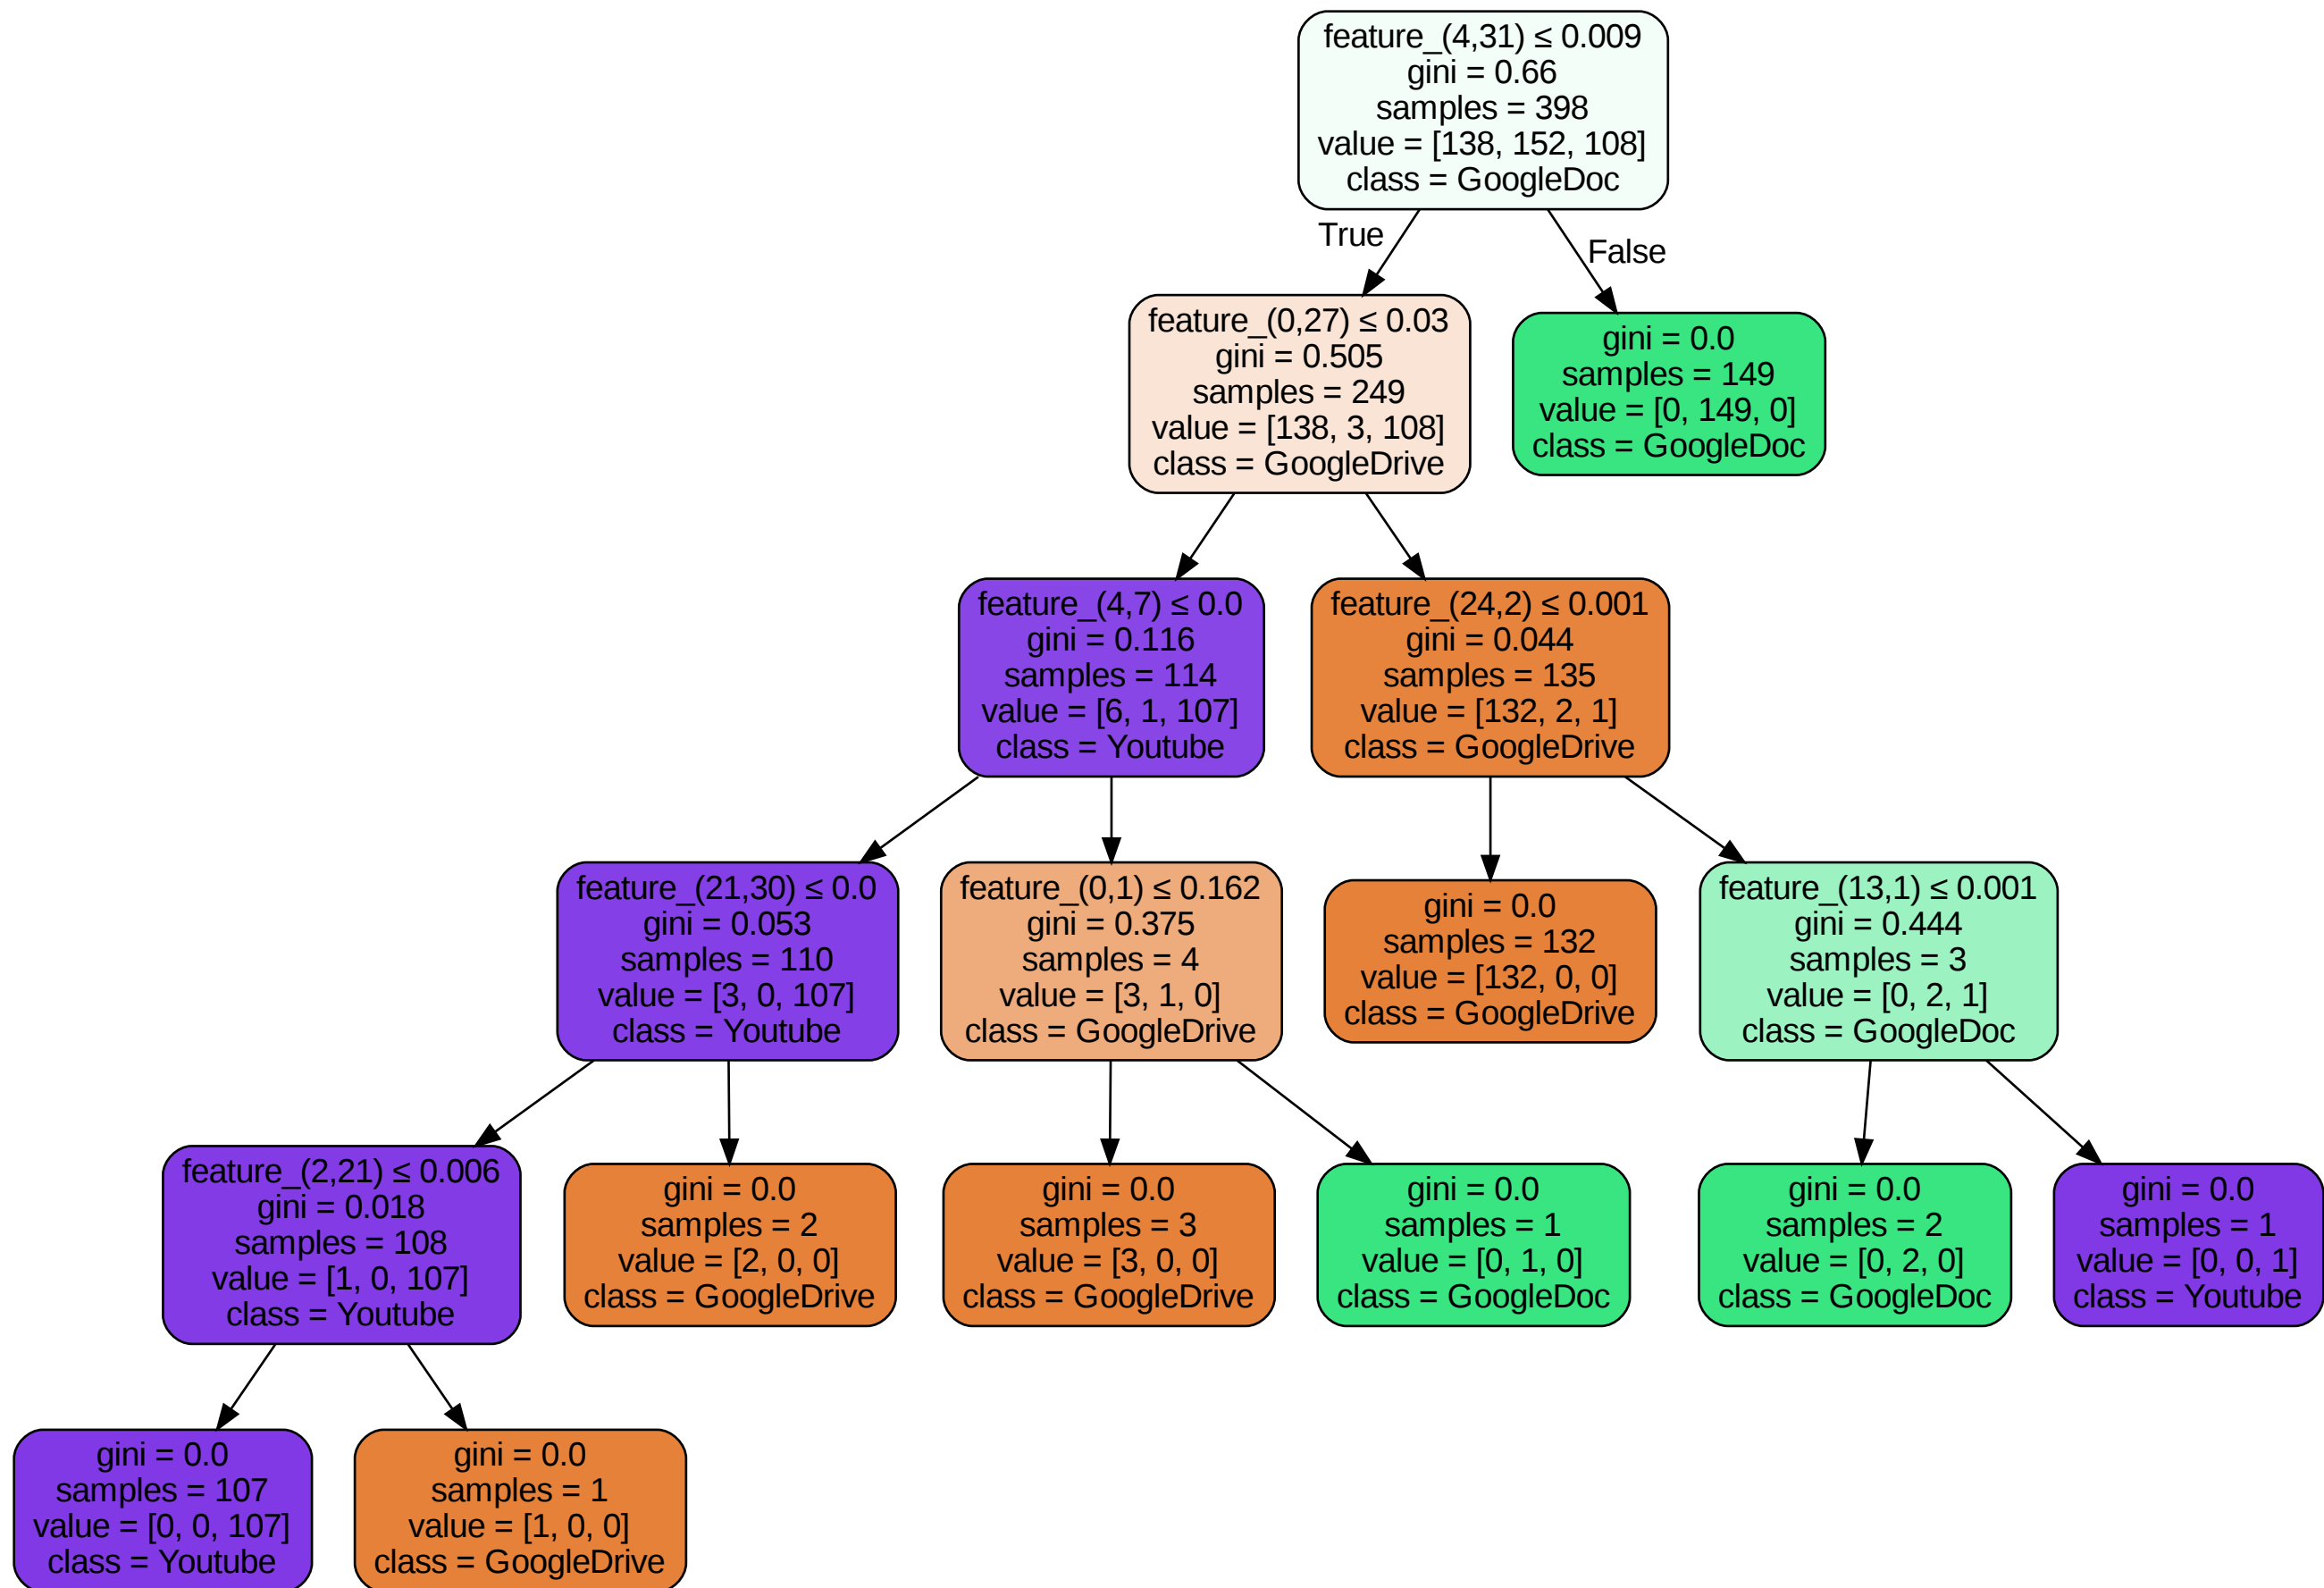 feature_(4,31) ≤ 0.009
gini = 0.66
samples = 398
value = [138, 152, 108]
class = GoogleDoc
True
False
feature_(0,27) ≤ 0.03
gini = 0.505
samples = 249
value = [138, 3, 108]
class = GoogleDrive
gini = 0.0
samples = 149
value = [0, 149, 0]
class = GoogleDoc
feature_(4,7) ≤ 0.0
gini = 0.116
samples = 114
value = [6, 1, 107]
class = Youtube
feature_(24,2) ≤ 0.001
gini = 0.044
samples = 135
value = [132, 2, 1]
class = GoogleDrive
feature_(21,30) ≤ 0.0
gini = 0.053
samples = 110
value = [3, 0, 107]
class = Youtube
feature_(0,1) ≤ 0.162
gini = 0.375
samples = 4
value = [3, 1, 0]
class = GoogleDrive
gini = 0.0
samples = 132
value = [132, 0, 0]
class = GoogleDrive
feature_(13,1) ≤ 0.001
gini = 0.444
samples = 3
value = [0, 2, 1]
class = GoogleDoc
feature_(2,21) ≤ 0.006
gini = 0.018
samples = 108
value = [1, 0, 107]
class = Youtube
gini = 0.0
samples = 2
value = [2, 0, 0]
class = GoogleDrive
gini = 0.0
samples = 3
value = [3, 0, 0]
class = GoogleDrive
gini = 0.0
samples = 1
value = [0, 1, 0]
class = GoogleDoc
gini = 0.0
samples = 2
value = [0, 2, 0]
class = GoogleDoc
gini = 0.0
samples = 1
value = [0, 0, 1]
class = Youtube
gini = 0.0
samples = 107
value = [0, 0, 107]
class = Youtube
gini = 0.0
samples = 1
value = [1, 0, 0]
class = GoogleDrive